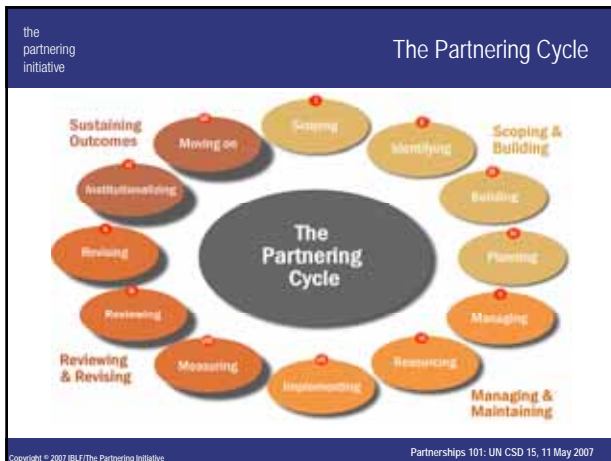 the
partnering
initiative
The Partnering Cycle
Sustaining
Outcomes
Scoping &
Building
Scoping
Identifying
Building
Planning
Managing
Resourcing
Implementing
Measuring
Reviewing
Revising
Institutionalizing
Moving on
The
Partnering
Cycle
Reviewing
& Revising
Managing &
Maintaining
Copyright © 2007 IBLF/The Partnering Initiative
Partnerships 101: UN CSD 15, 11 May 2007